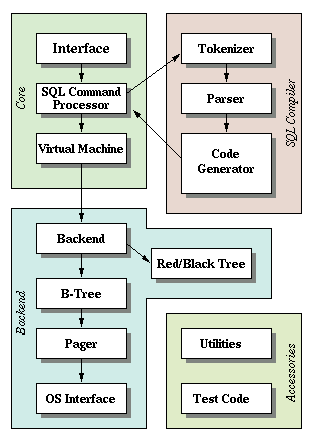 Core
Interface
SQL Command
Processor
Virtual Machine
SQL Compiler
Tokenizer
Parser
Code
Generator
Backend
Backend
Red/Black Tree
B-Tree
Pager
OS Interface
Accessories
Utilities
Test Code